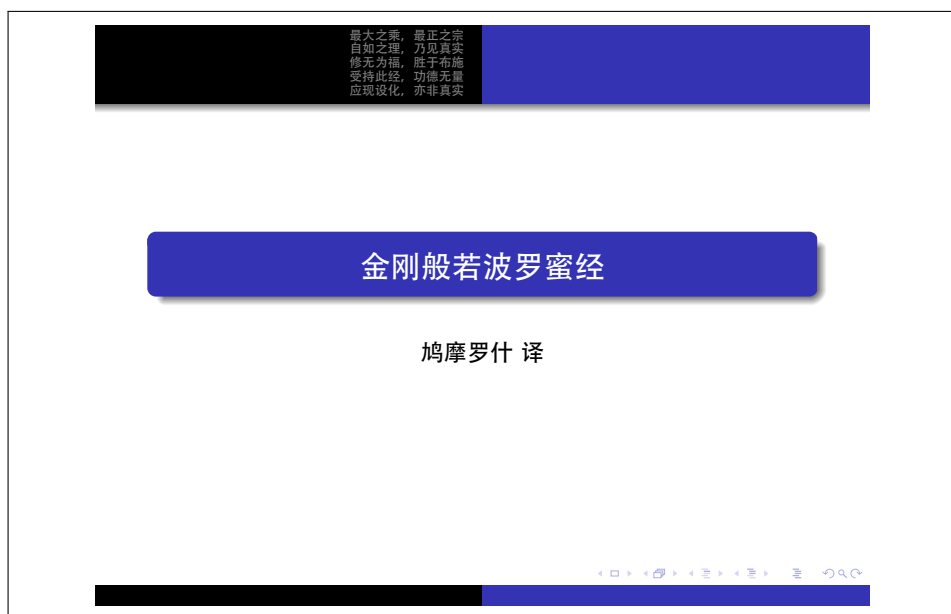 最大之乘，最正之宗
自如之理，乃见真实
修无为福，胜于布施
受持此经，功德无量
应现设化，亦非真实
金刚般若波罗蜜经
鸠摩罗什 译